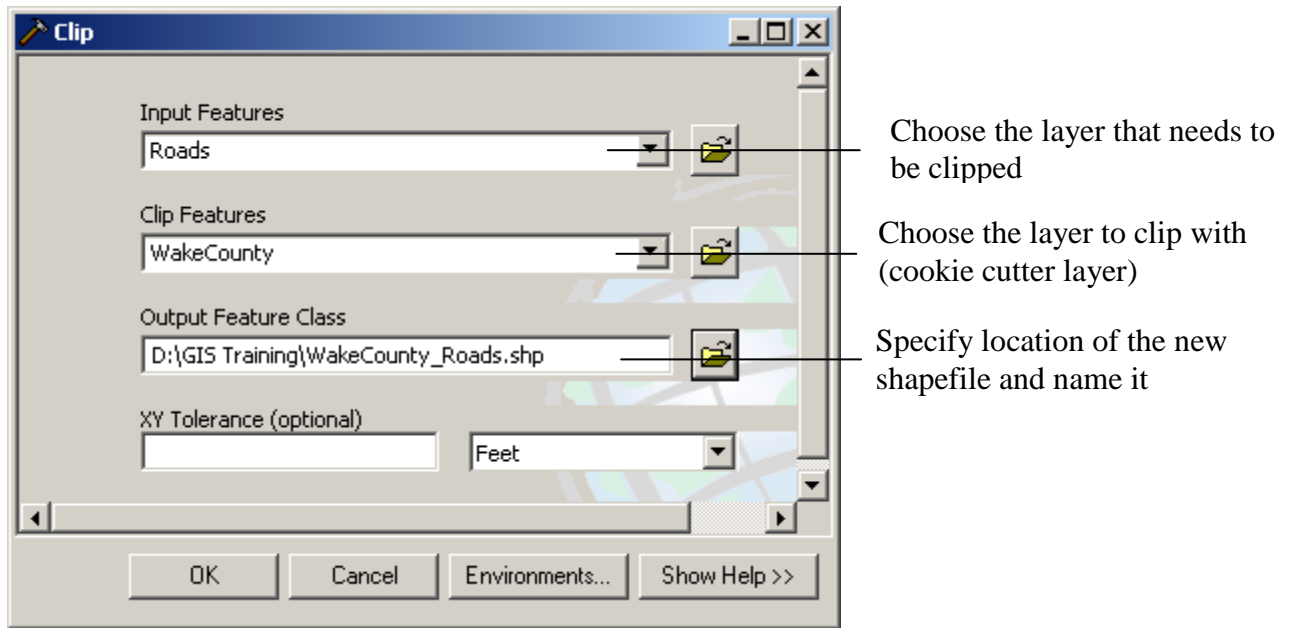 Clip
Input Features
Roads
Choose the layer that needs to
be clipped
Clip Features
WakeCounty
Choose the layer to clip with
(cookie cutter layer)
Output Feature Class
D:\GIS Training\WakeCounty_Roads.shp
Specify location of the new
shapefile and name it
XY Tolerance (optional)
Feet
OK
Cancel
Environments...
Show Help >>